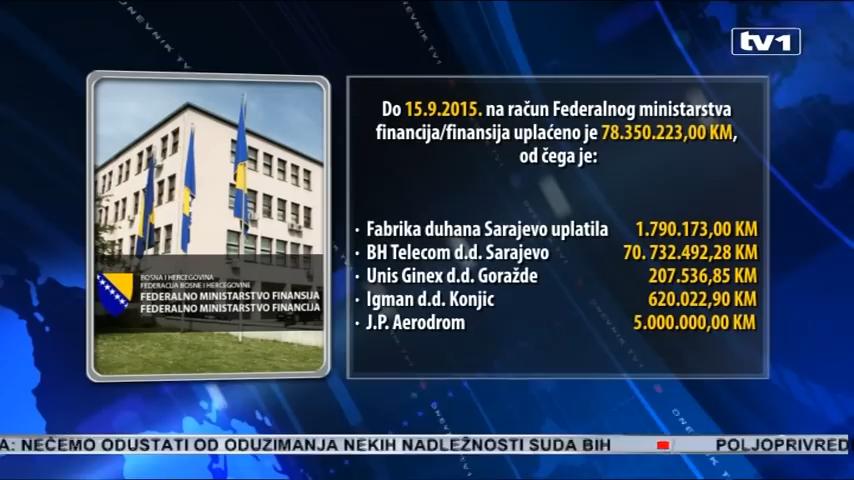 DNEVNIK TV1
tv1
Do 15.9.2015. na račun Federalnog ministarstva
financija/finansija uplaćeno je 78.350.223,00 KM,
od čega je:
· Fabrika duhana Sarajevo uplatila 1.790.173,00 KM
· BH Telecom d.d. Sarajevo 70. 732.492,28 KM
· Unis Ginex d.d. Goražde 207.536,85 KM
· Igman d.d. Konjic 620.022,90 KM
· J.P. Aerodrom 5.000.000,00 KM
BOSNA I HERCEGOVINA
FEDERACIJA BOSNE I HERCEGOVINE
FEDERALNO MINISTARSTVO FINANSIJA
FEDERALNO MINISTARSTVO FINANCIJA
A: NEĆEMO ODUSTATI OD ODUZIMANJA NEKIH NADLEŽNOSTI SUDA BIH POLJOPRIVRED